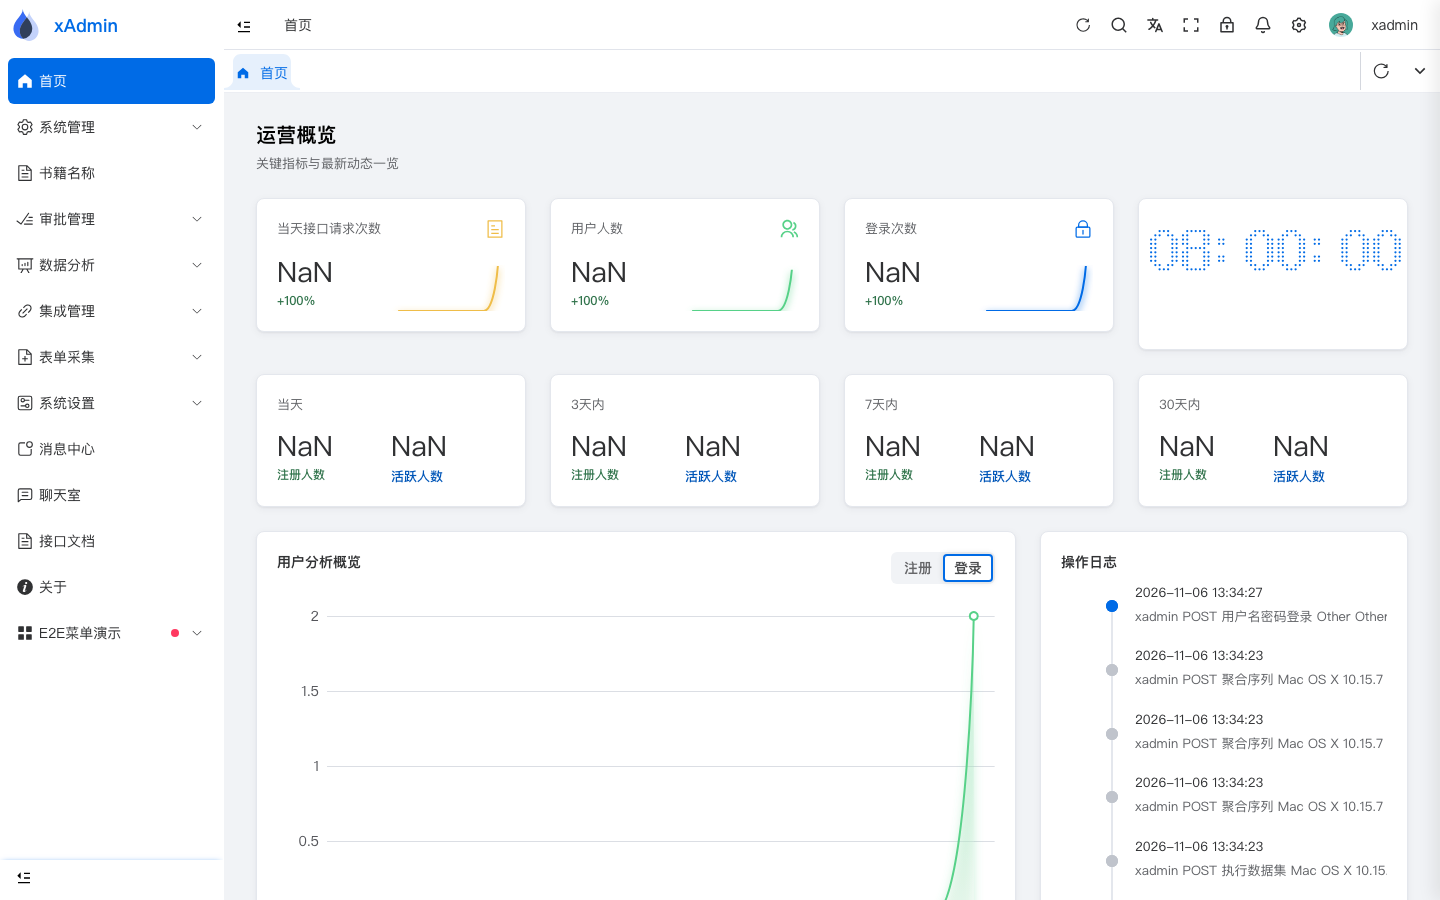 xAdmin
首页
xadmin
首页
首页
系统管理
书籍名称
审批管理
数据分析
集成管理
表单采集
系统设置
消息中心
聊天室
接口文档
关于
E2E菜单演示
运营概览
关键指标与最新动态一览
当天接口请求次数
NaN
+100%
用户人数
NaN
+100%
登录次数
NaN
+100%
08:00:00
当天
NaN NaN
注册人数 活跃人数
3天内
NaN NaN
注册人数 活跃人数
7天内
NaN NaN
注册人数 活跃人数
30天内
NaN NaN
注册人数 活跃人数
用户分析概览
注册 登录
2
1.5
1
0.5
操作日志
2026-11-06 13:34:27
xadmin POST 用户名密码登录 Other Other
2026-11-06 13:34:23
xadmin POST 聚合序列 Mac OS X 10.15.7
2026-11-06 13:34:23
xadmin POST 聚合序列 Mac OS X 10.15.7
2026-11-06 13:34:23
xadmin POST 聚合序列 Mac OS X 10.15.7
2026-11-06 13:34:23
xadmin POST 执行数据集 Mac OS X 10.15.